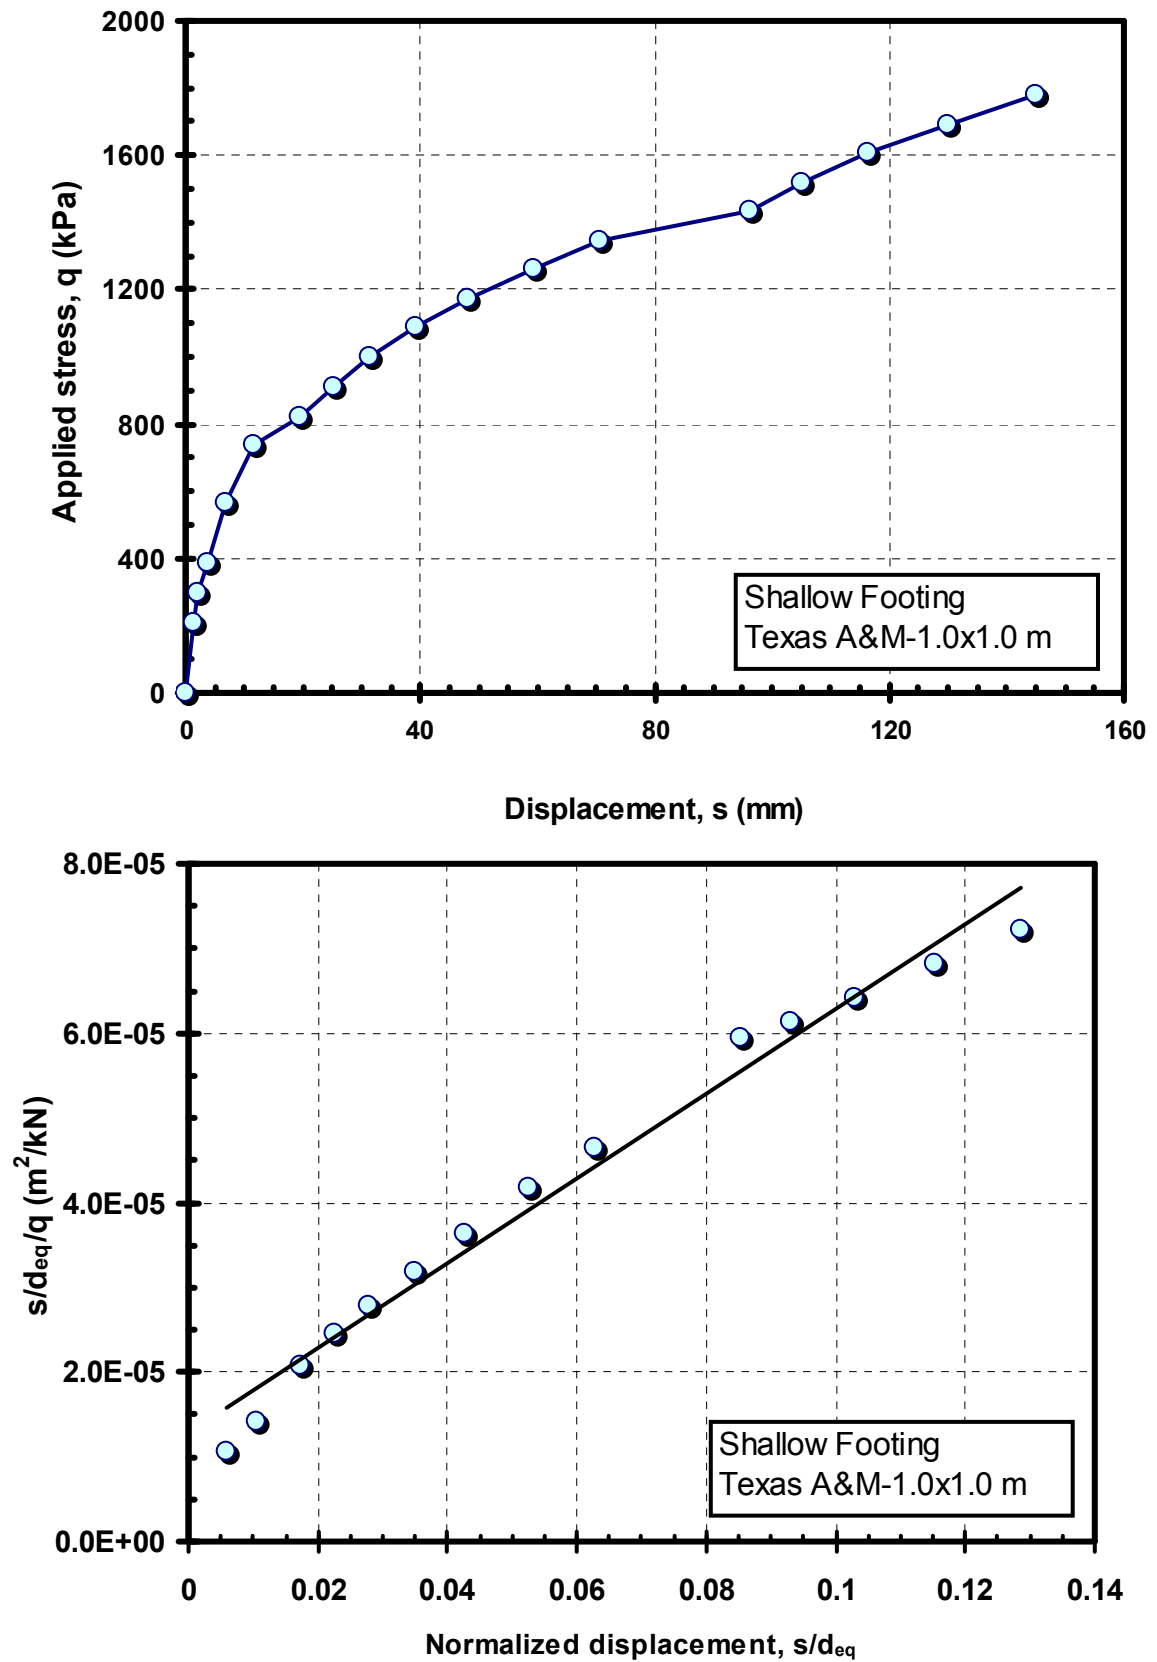 2000
1600
1200
800
400
0
Applied stress, q (kPa)
Shallow Footing
Texas A&M-1.0x1.0 m
0 40 80 120 160
Displacement, s (mm)
8.0E-05
6.0E-05
4.0E-05
2.0E-05
0.0E+00
s/deq/q (m²/kN)
Shallow Footing
Texas A&M-1.0x1.0 m
0 0.02 0.04 0.06 0.08 0.1 0.12 0.14
Normalized displacement, s/deq